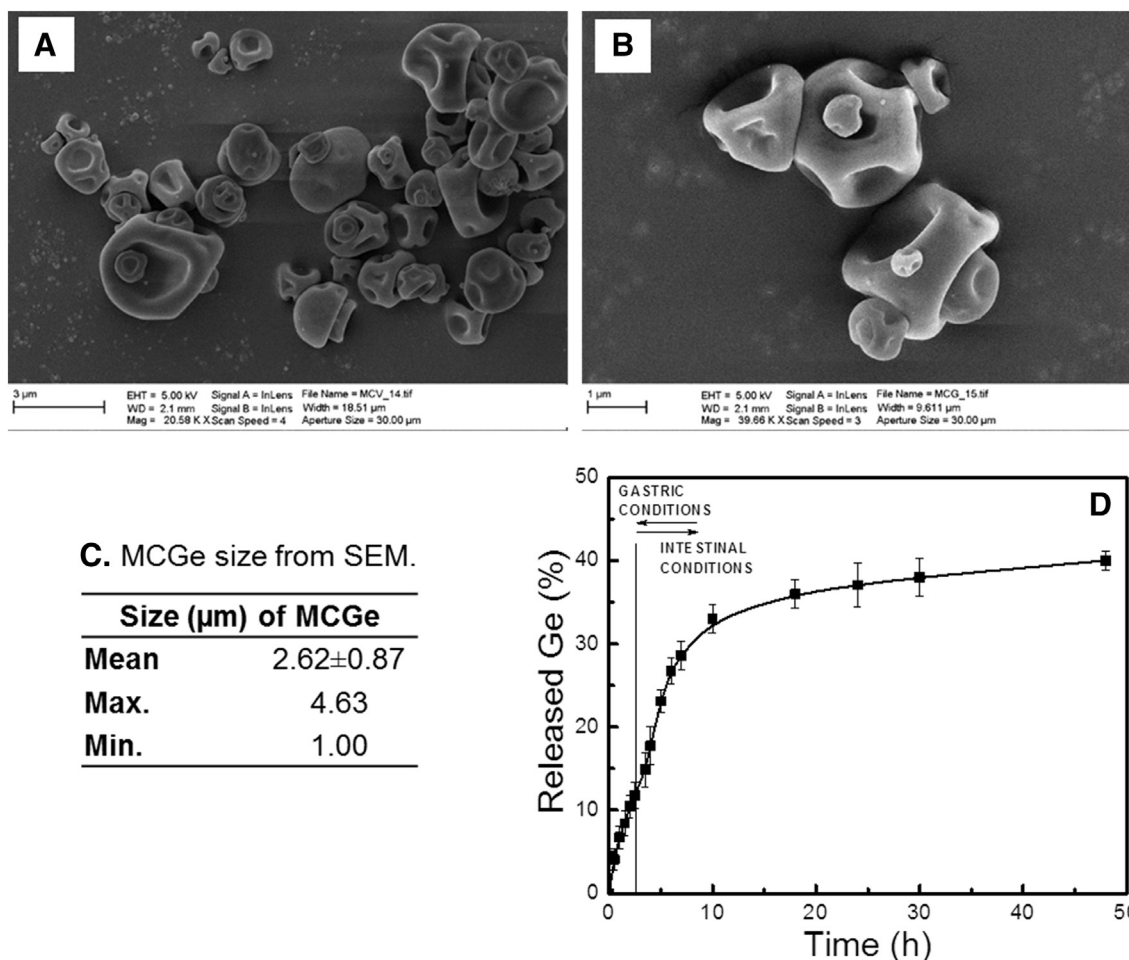 A
3 µm
EHT = 5.00 kV Signal A = InLens File Name = MCV_14.tif
WD = 2.1 mm Signal B = InLens Width = 18.51 µm
Mag = 20.58 K X Scan Speed = 4 Aperture Size = 30.00 µm
B
1 µm
EHT = 5.00 kV Signal A = InLens File Name = MCG_15.tif
WD = 2.1 mm Signal B = InLens Width = 9.611 µm
Mag = 39.66 K X Scan Speed = 3 Aperture Size = 30.00 µm
C. MCGe size from SEM.
Size (µm) of MCGe
Mean 2.62±0.87
Max. 4.63
Min. 1.00
D
GASTRIC
CONDITIONS
INTESTINAL
CONDITIONS
Released Ge (%)
50
40
30
20
10
0
0 10 20 30 40 50
Time (h)